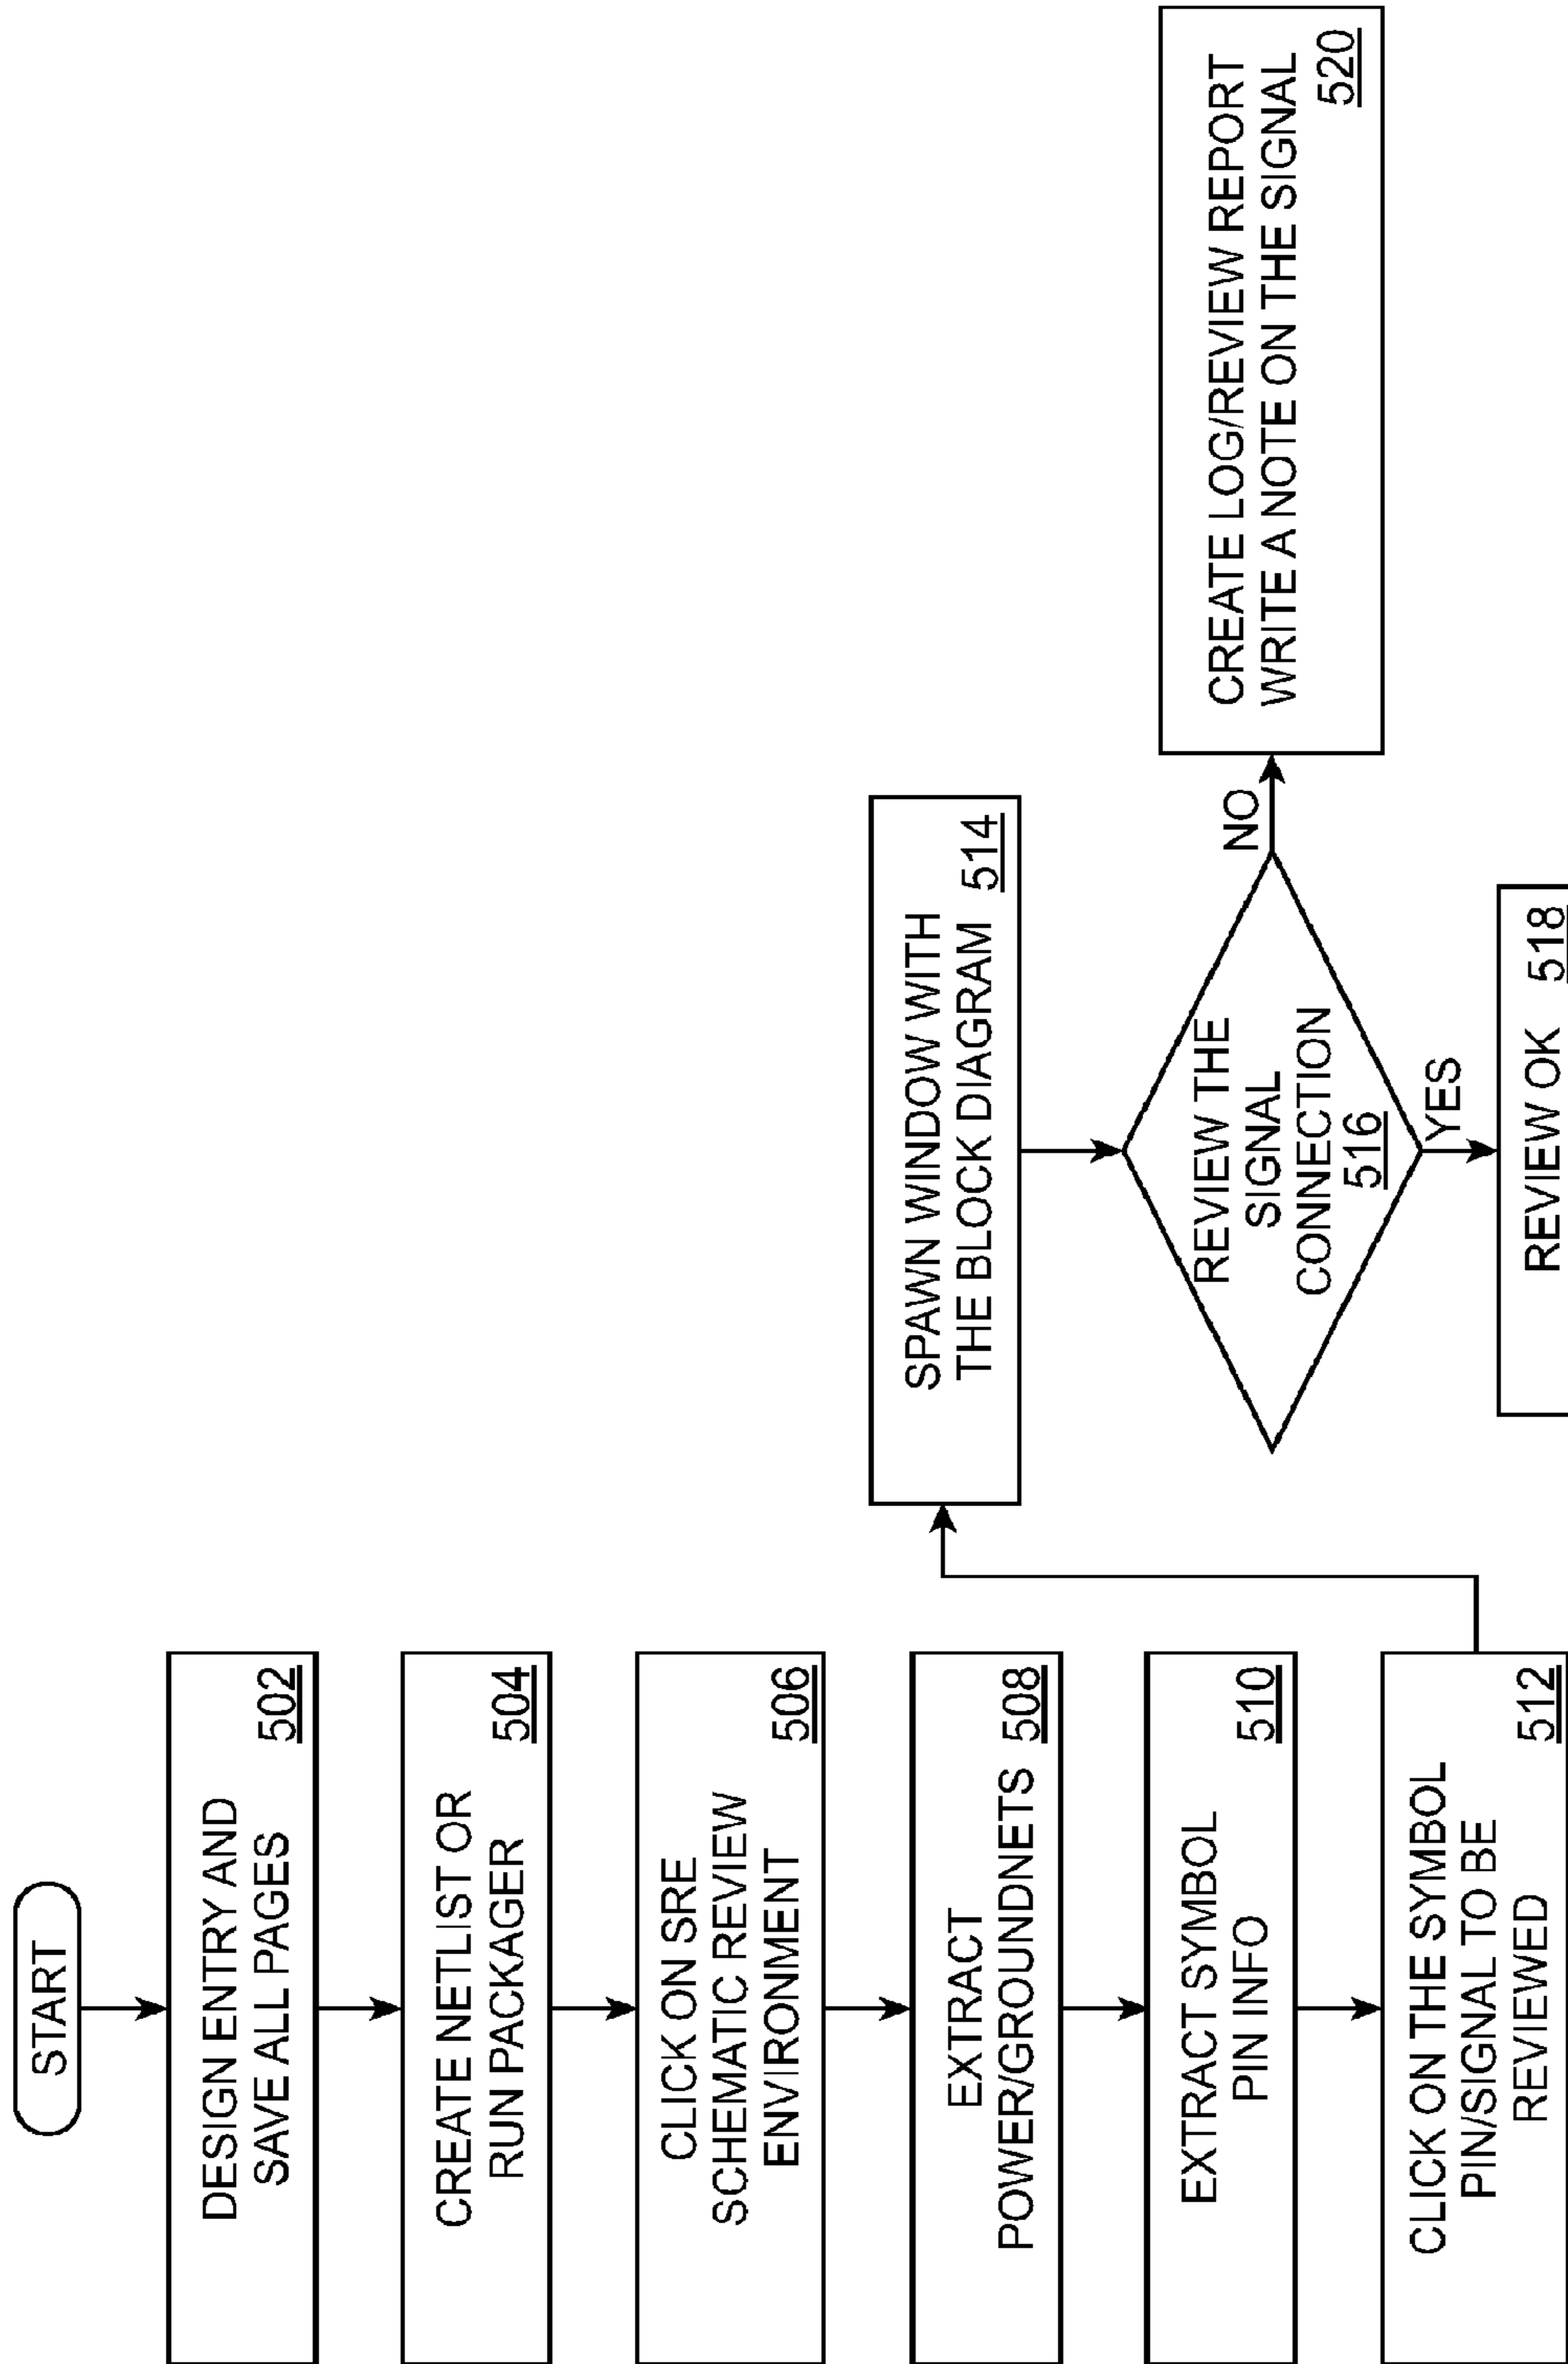 START
DESIGN ENTRY AND
SAVE ALL PAGES 502
CREATE NETLIST OR
RUN PACKAGER 504
CLICK ON SRE
SCHEMATIC REVIEW
ENVIRONMENT 506
EXTRACT
POWER/GROUNDNETS 508
EXTRACT SYMBOL
PIN INFO 510
CLICK ON THE SYMBOL
PIN/SIGNAL TO BE
REVIEWED 512
SPAWN WINDOW WITH
THE BLOCK DIAGRAM 514
REVIEW THE
SIGNAL
CONNECTION
516
NO
YES
REVIEW OK 518
CREATE LOG/REVIEW REPORT
WRITE A NOTE ON THE SIGNAL
520